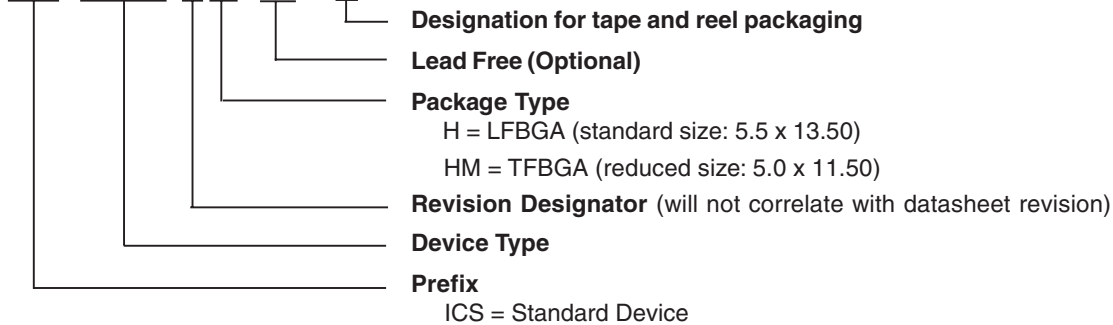 Designation for tape and reel packaging
Lead Free (Optional)
Package Type
H = LFBGA (standard size: 5.5 x 13.50)
HM = TFBGA (reduced size: 5.0 x 11.50)
Revision Designator (will not correlate with datasheet revision)
Device Type
Prefix
ICS = Standard Device